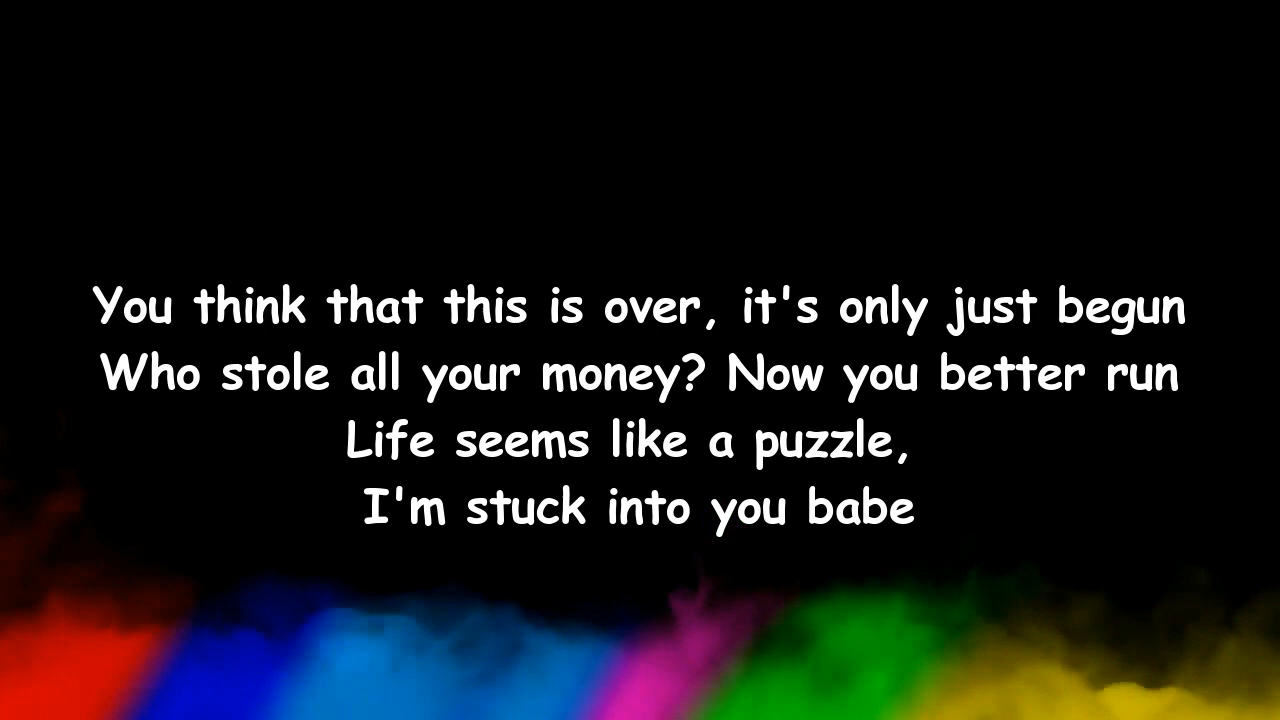 You think that this is over, it's only just begun
Who stole all your money? Now you better run
Life seems like a puzzle,
I'm stuck into you babe